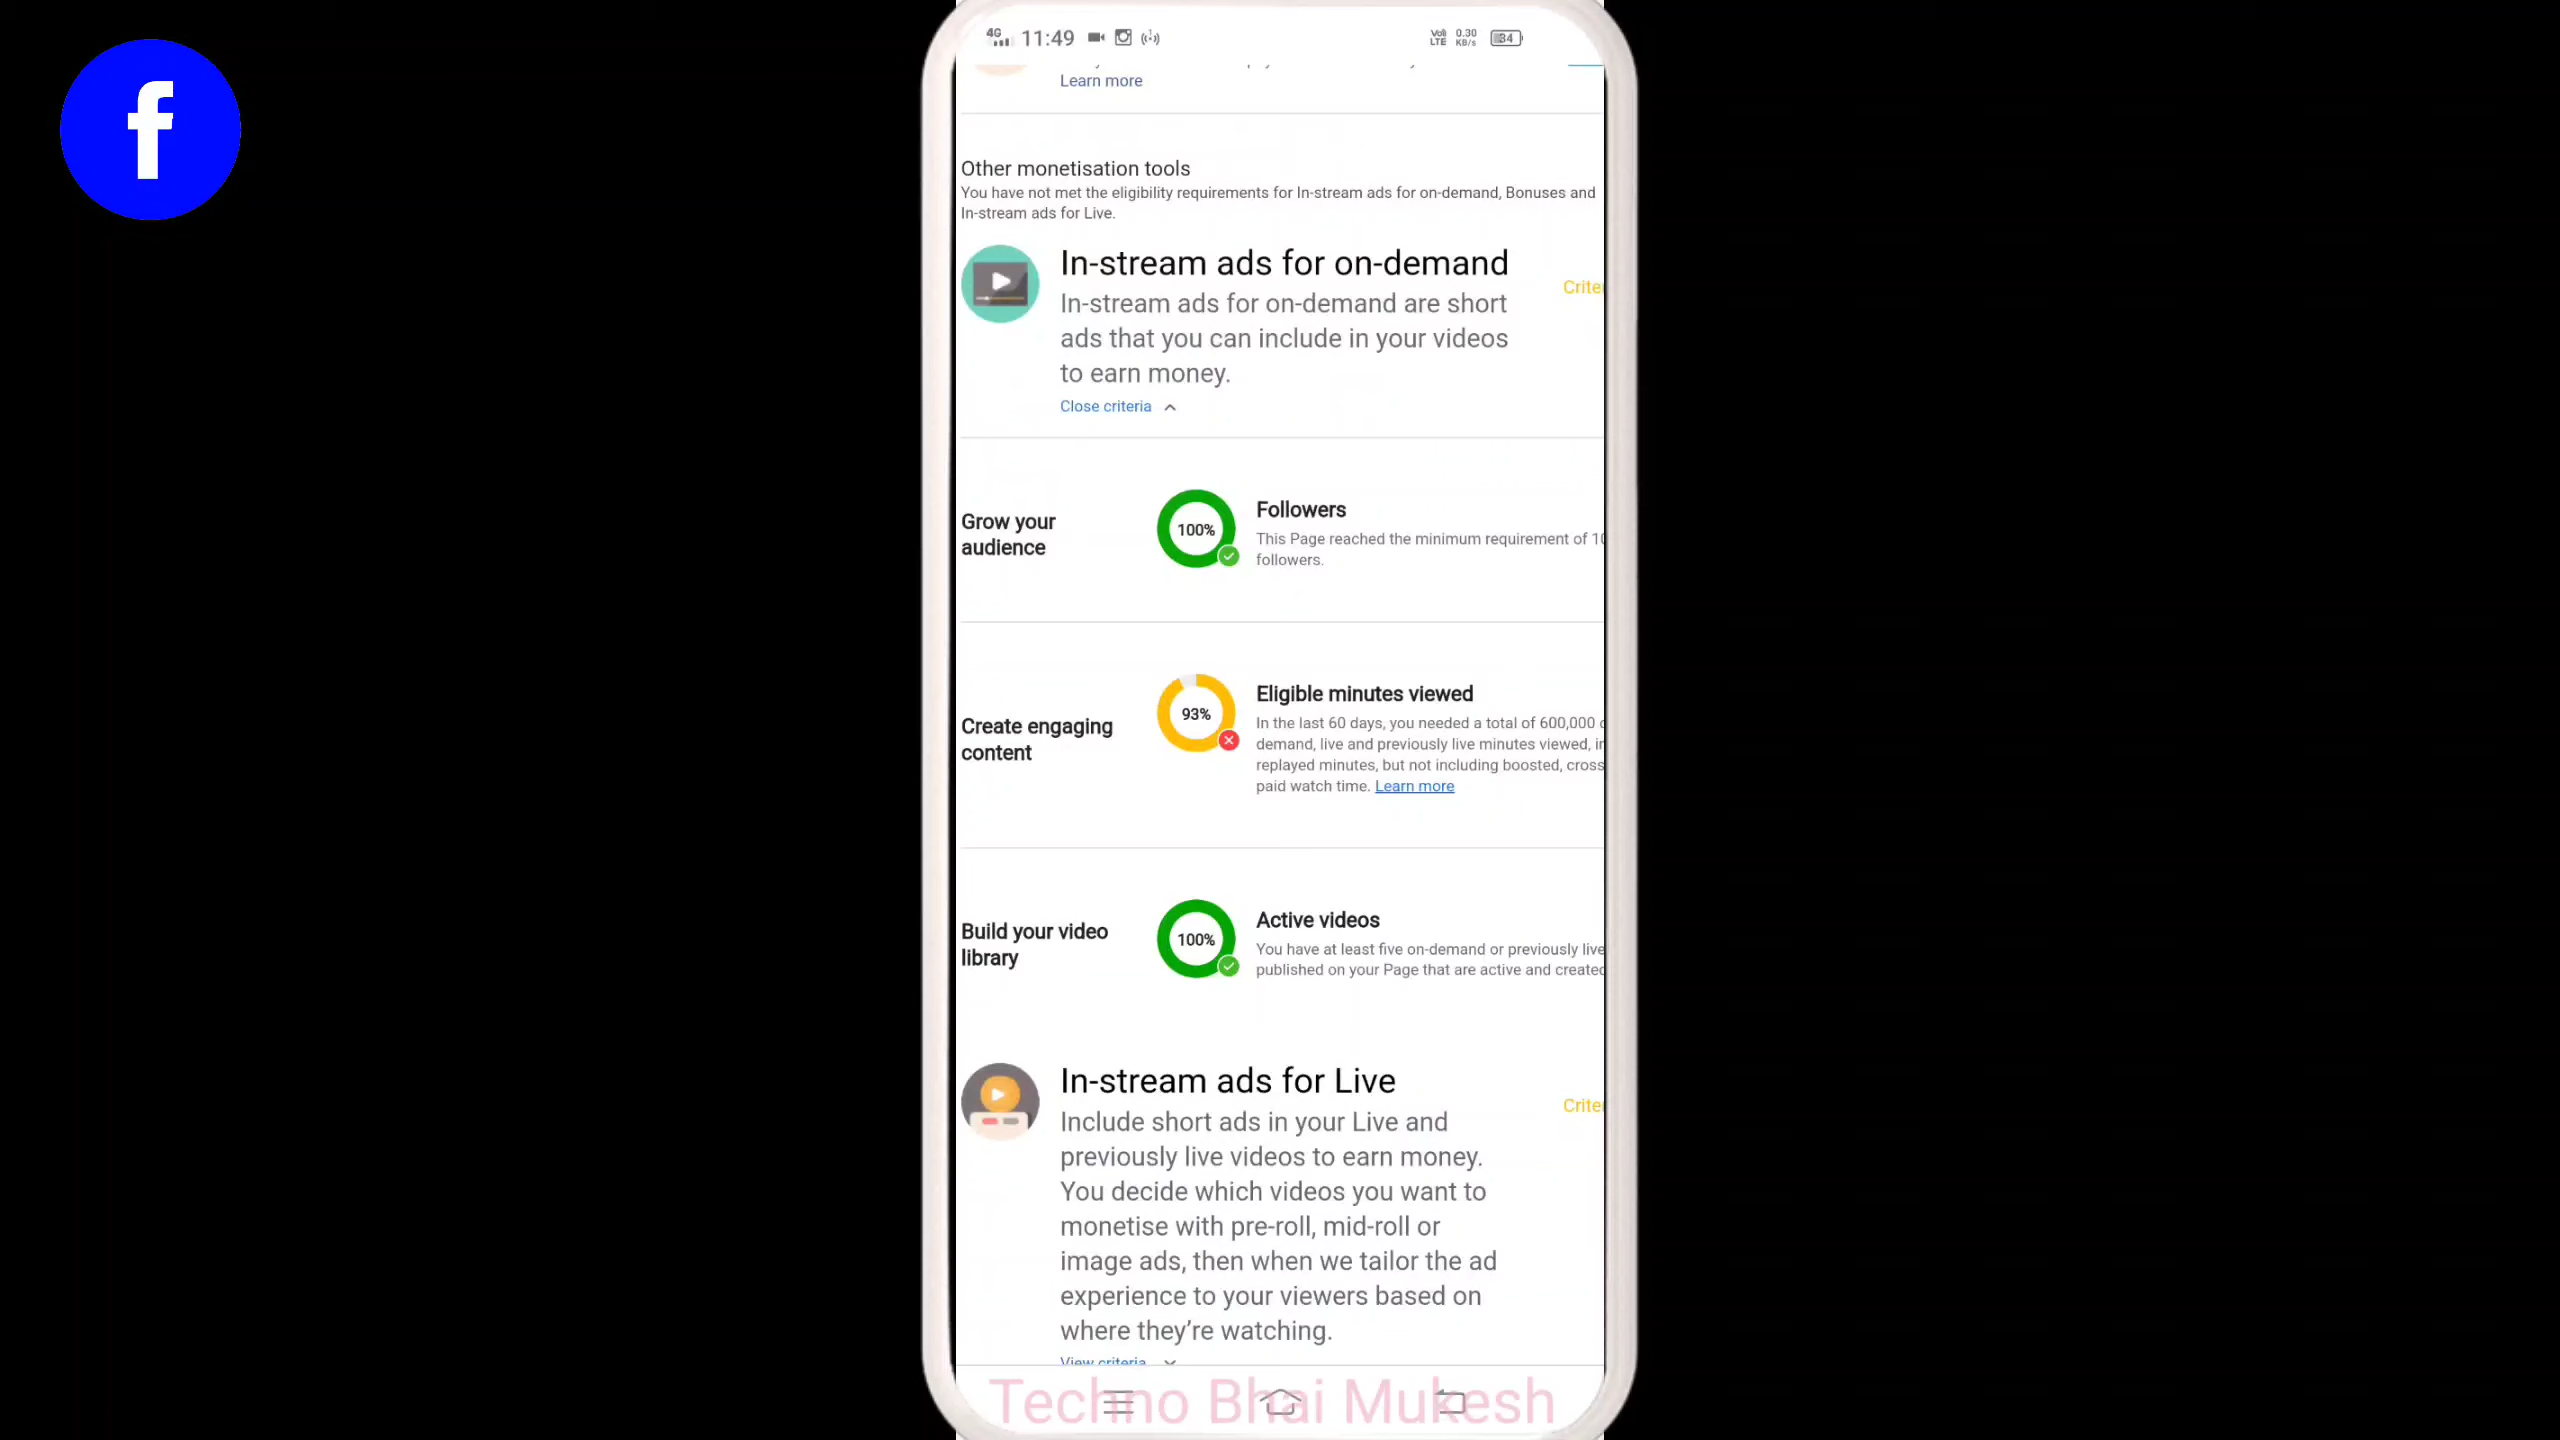 f
4G 11:49 Vo)) LTE 0.30 KB/s 34
Learn more
Other monetisation tools
You have not met the eligibility requirements for In-stream ads for on-demand, Bonuses and
In-stream ads for Live.
In-stream ads for on-demand
In-stream ads for on-demand are short
ads that you can include in your videos
to earn money.
Close criteria
Grow your
audience
100%
Followers
This Page reached the minimum requirement of
followers.
Create engaging
content
93%
Eligible minutes viewed
In the last 60 days, you needed a total of 600,000
demand, live and previously live minutes viewed,
replayed minutes, but not including boosted, cross
paid watch time. Learn more
Build your video
library
100%
Active videos
You have at least five on-demand or previously live
published on your Page that are active and created
In-stream ads for Live
Include short ads in your Live and
previously live videos to earn money.
You decide which videos you want to
monetise with pre-roll, mid-roll or
image ads, then when we tailor the ad
experience to your viewers based on
where they're watching.
View criteria
Techno Bhai Mukesh